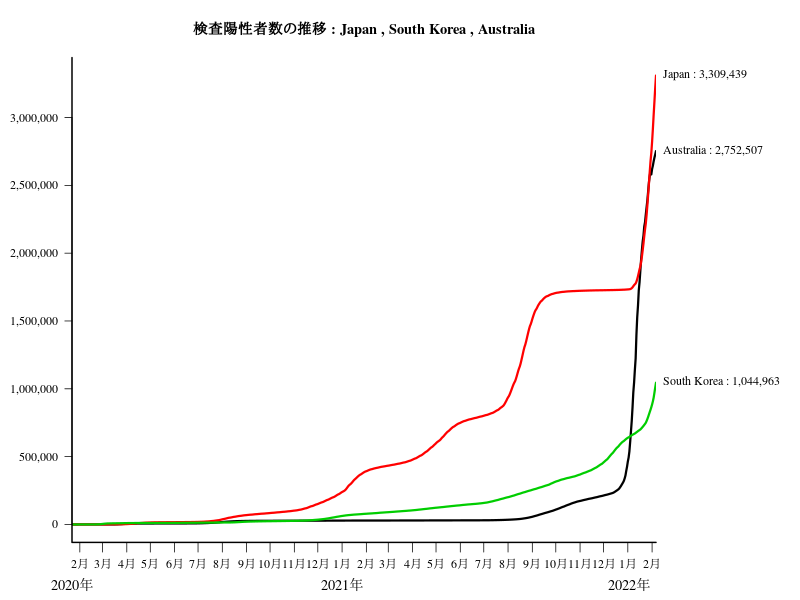 検査陽性者数の推移 : Japan , South Korea , Australia
Japan : 3,309,439
3,000,000
Australia : 2,752,507
2,500,000
2,000,000
1,500,000
South Korea : 1,044,963
1,000,000
500,000
0
2月 3月 4月 5月 6月 7月 8月 9月 10月 11月 12月 1月 2月 3月 4月 5月 6月 7月 8月 9月 10月 11月 12月 1月 2月
2020年 2021年 2022年